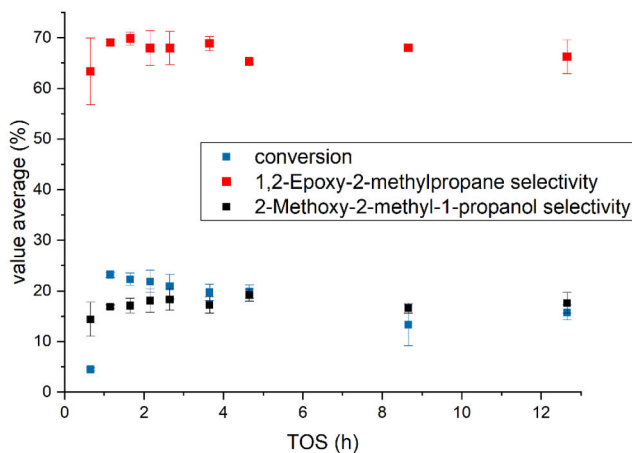 70
60
50
40
30
20
10
0
value average (%)
conversion
1,2-Epoxy-2-methylpropane selectivity
2-Methoxy-2-methyl-1-propanol selectivity
0 2 4 6 8 10 12
TOS (h)